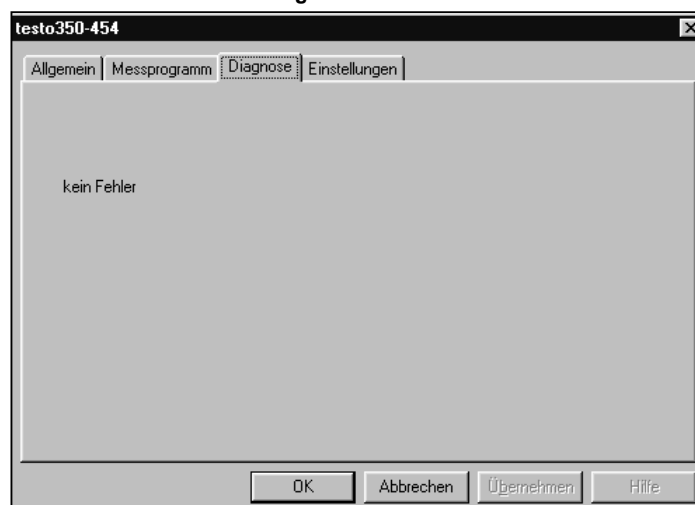 testo350-454
Allgemein Messprogramm Diagnose Einstellungen
kein Fehler
OK Abbrechen Übernehmen Hilfe